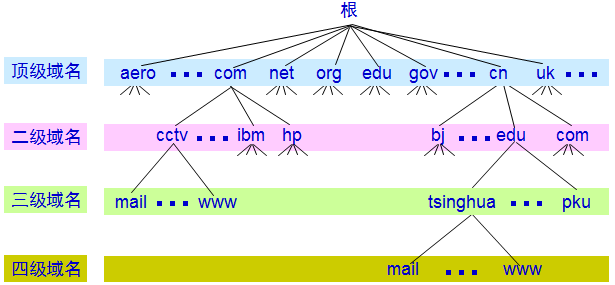 根
顶级域名 aero ... com net org edu gov ... cn uk ...
二级域名 cctv ... ibm hp bj ... edu com
三级域名 mail ... www tsinghua ... pku
四级域名 mail ... www